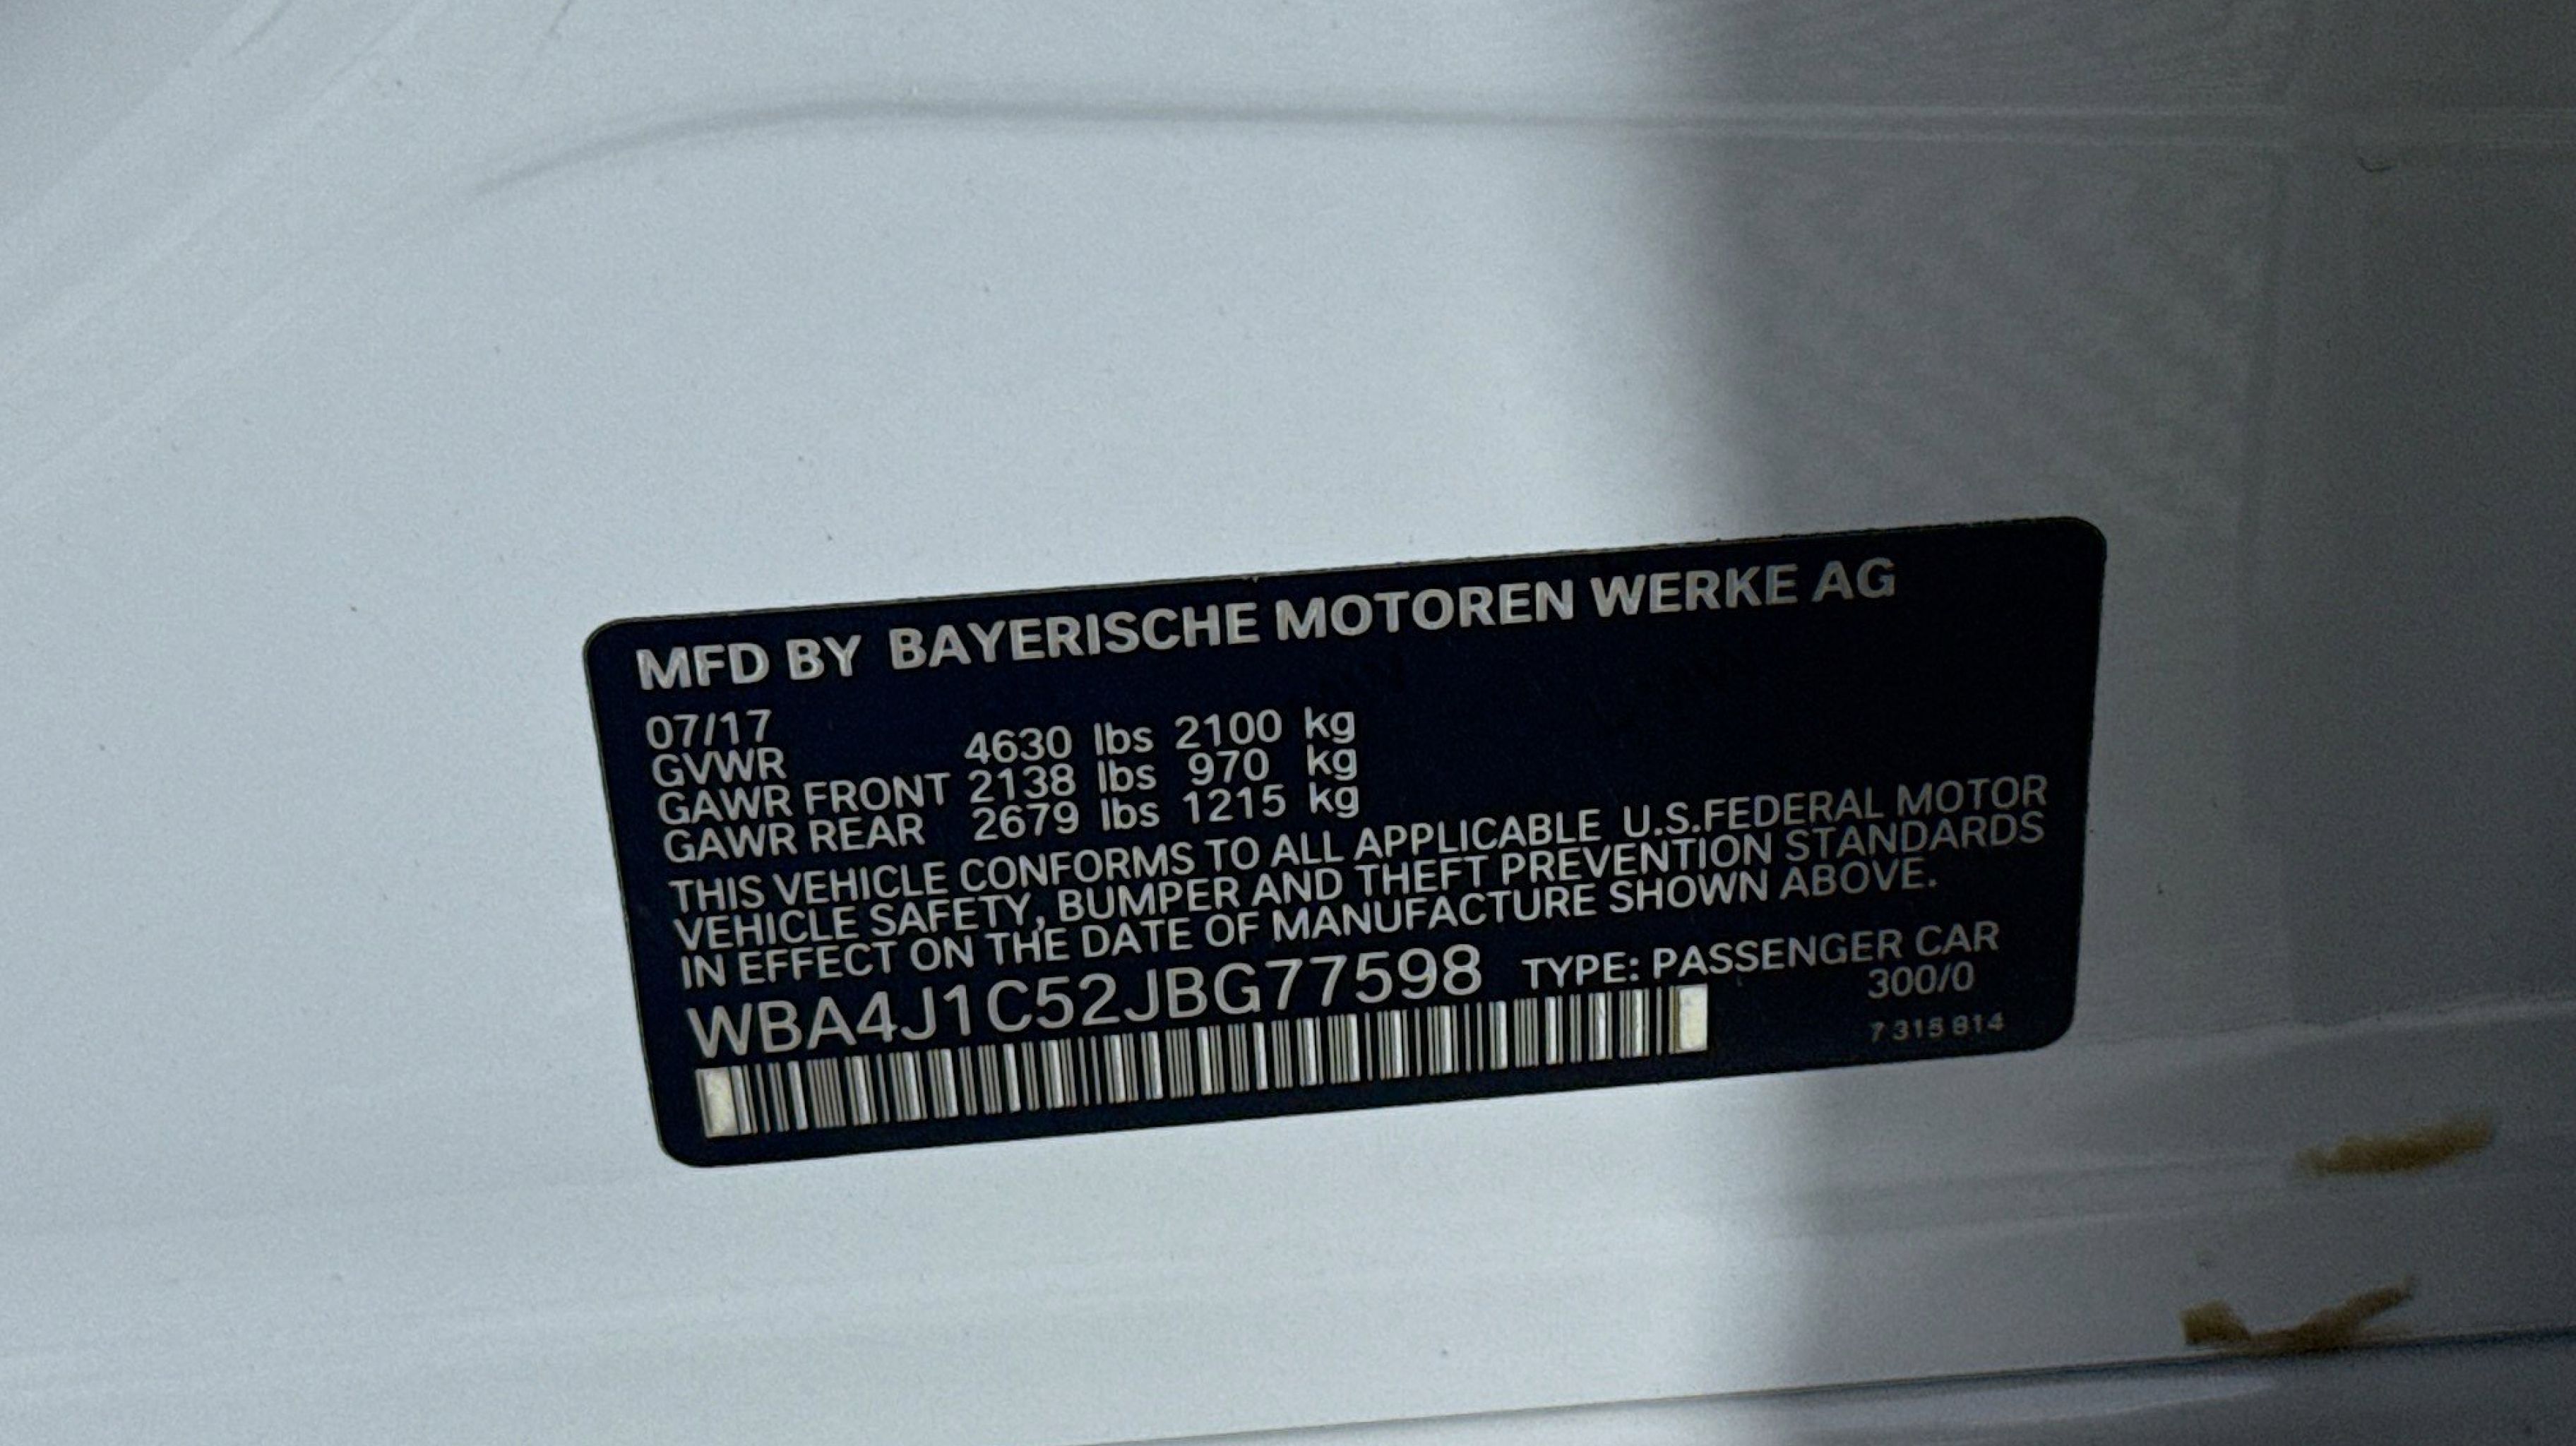 MFD BY BAYERISCHE MOTOREN WERKE AG
07/17
GVWR 4630 lbs 2100 kg
GAWR FRONT 2138 lbs 970 kg
GAWR REAR 2679 lbs 1215 kg
THIS VEHICLE CONFORMS TO ALL APPLICABLE U.S.FEDERAL MOTOR
VEHICLE SAFETY, BUMPER AND THEFT PREVENTION STANDARDS
IN EFFECT ON THE DATE OF MANUFACTURE SHOWN ABOVE.
WBA4J1C52JBG77598 TYPE: PASSENGER CAR
300/0
7 315 814